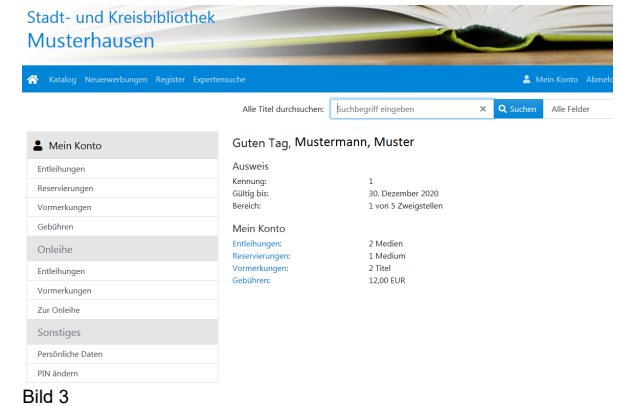 Stadt- und Kreisbibliothek
Musterhausen
Katalog Neuerwerbungen Register Expertensuche Mein Konto Abmeld
Alle Titel durchsuchen: Suchbegriff eingeben × Suchen Alle Felder
Mein Konto
Entleihungen
Reservierungen
Vormerkungen
Gebühren
Onleihe
Entleihungen
Vormerkungen
Zur Onleihe
Sonstiges
Persönliche Daten
PIN ändern
Guten Tag, Mustermann, Muster
Ausweis
Kennung: 1
Gültig bis: 30. Dezember 2020
Bereich: 1 von 5 Zweigstellen
Mein Konto
Entleihungen: 2 Medien
Reservierungen: 1 Medium
Vormerkungen: 2 Titel
Gebühren: 12,00 EUR
Bild 3